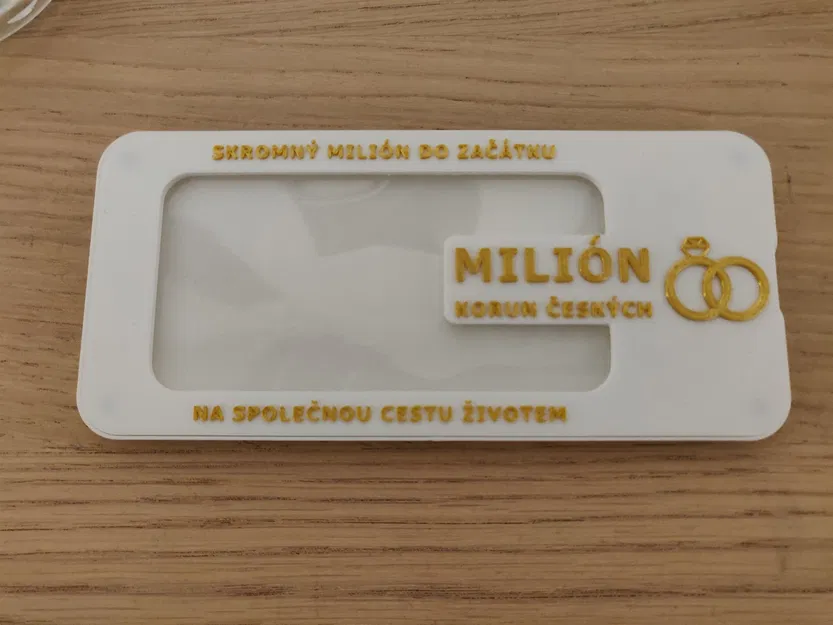 SKROMNÝ MILIÓN DO ZAČÁTKU
MILIÓN
KORUN ČESKÝCH
NA SPOLEČNOU CESTU ŽIVOTEM